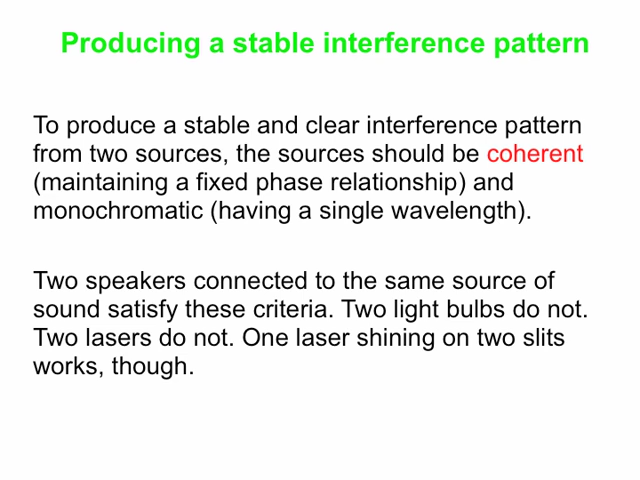 Producing a stable interference pattern
To produce a stable and clear interference pattern
from two sources, the sources should be coherent
(maintaining a fixed phase relationship) and
monochromatic (having a single wavelength).
Two speakers connected to the same source of
sound satisfy these criteria. Two light bulbs do not.
Two lasers do not. One laser shining on two slits
works, though.